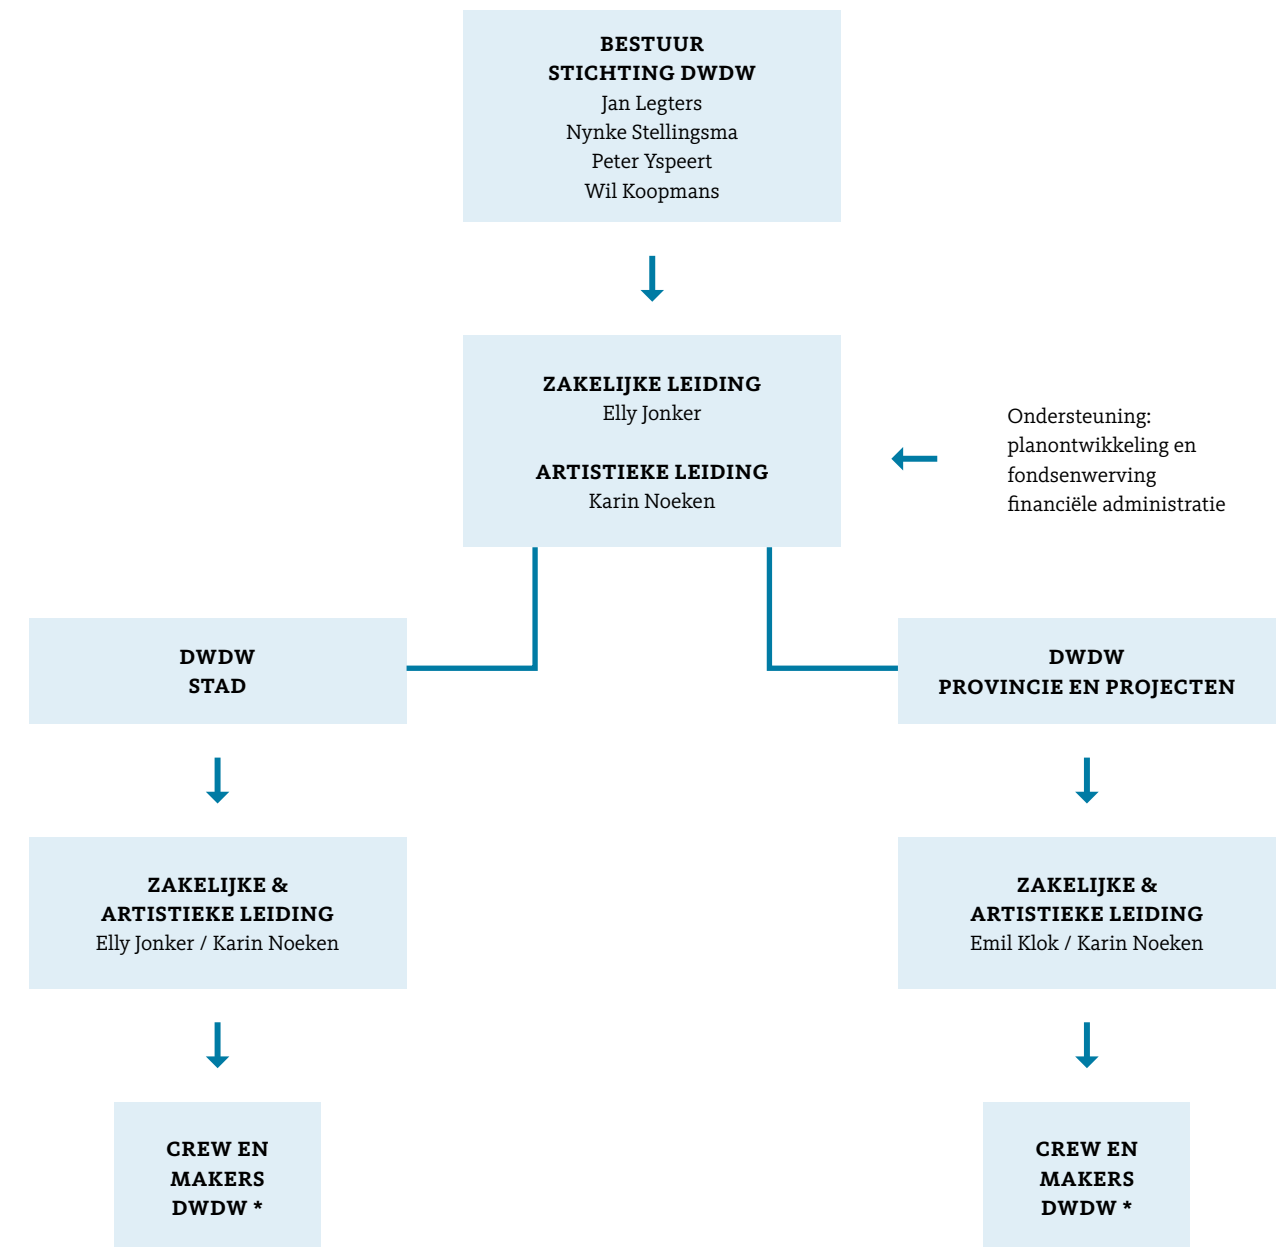 BESTUUR
STICHTING DWDW
Jan Legters
Nynke Stellingsma
Peter Yspeert
Wil Koopmans
ZAKELIJKE LEIDING
Elly Jonker
ARTISTIEKE LEIDING
Karin Noeken
Ondersteuning:
planontwikkeling en
fondsenwerving
financiële administratie
DWDW
STAD
DWDW
PROVINCIE EN PROJECTEN
ZAKELIJKE &
ARTISTIEKE LEIDING
Elly Jonker / Karin Noeken
ZAKELIJKE &
ARTISTIEKE LEIDING
Emil Klok / Karin Noeken
CREW EN
MAKERS
DWDW *
CREW EN
MAKERS
DWDW *